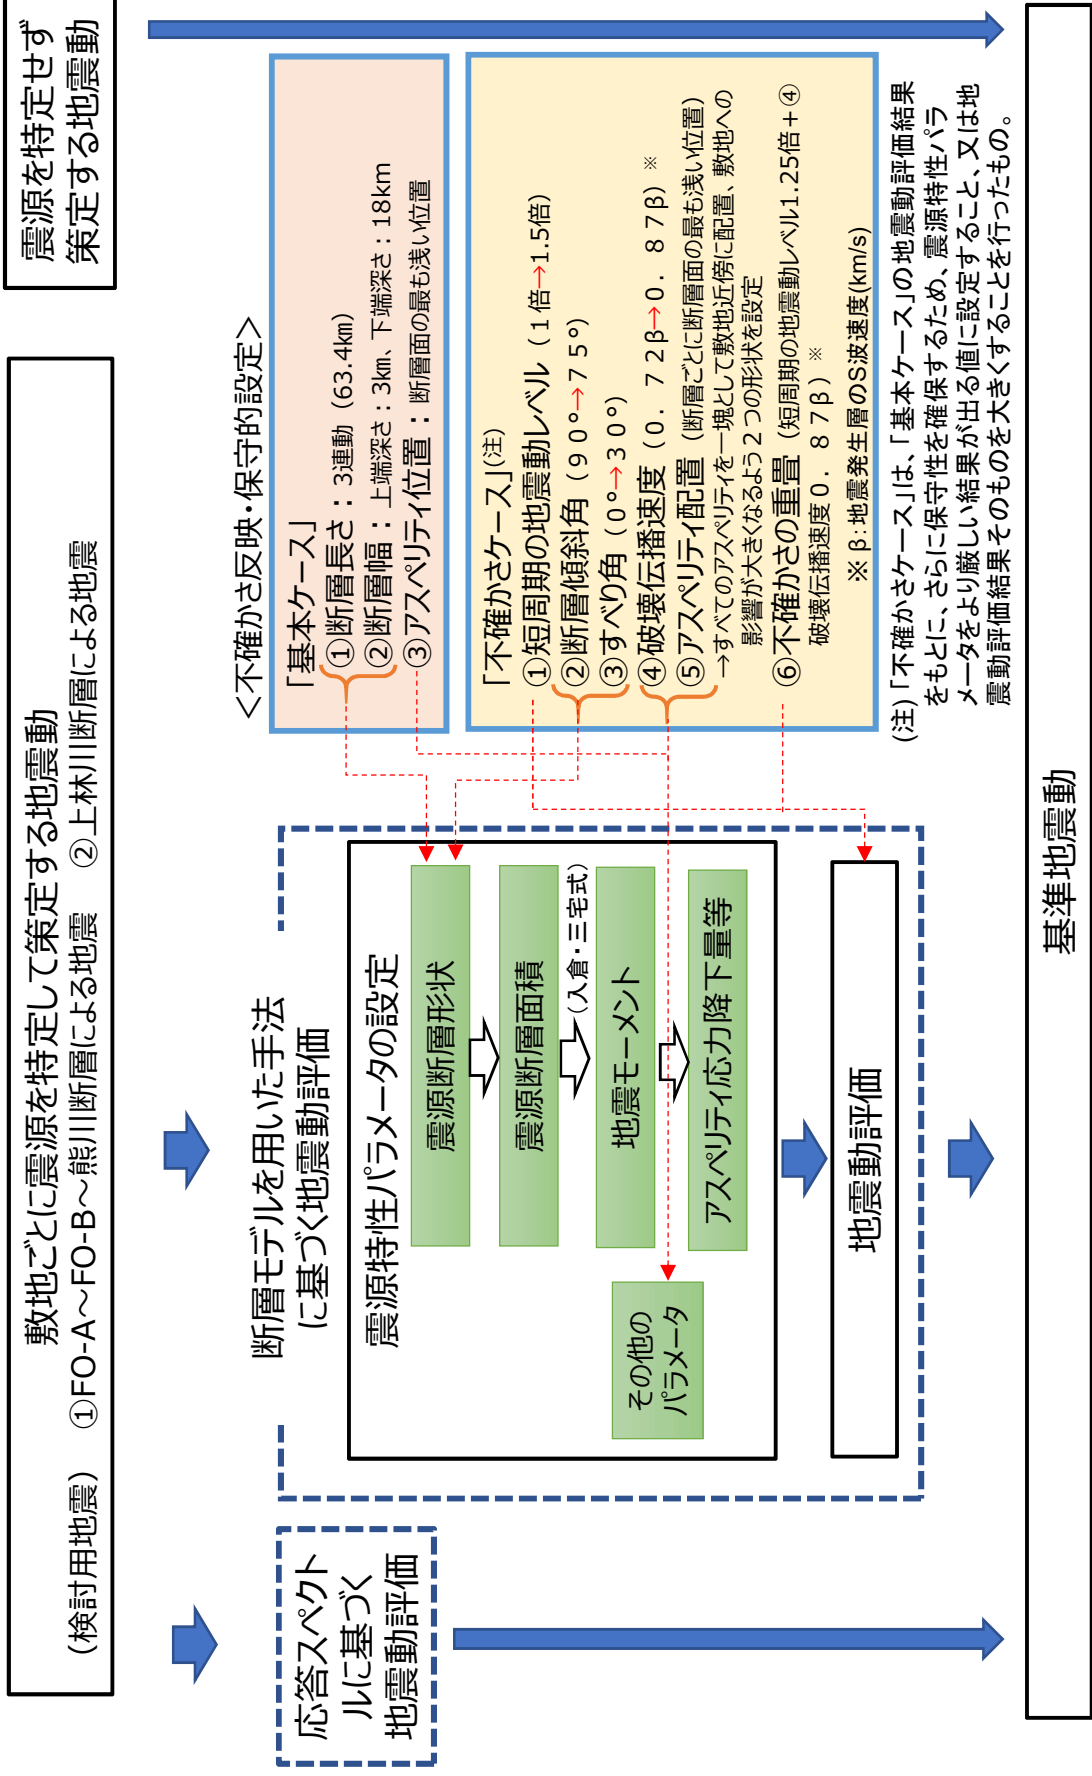 敷地ごとに震源を特定して策定する地震動
(検討用地震) ①FO-A～FO-B～熊川断層による地震 ②上林川断層による地震
震源を特定せず
策定する地震動
応答スペクト
ルに基づく
地震動評価
断層モデルを用いた手法
に基づく地震動評価
震源特性パラメータの設定
震源断層形状
震源断層面積
(入倉・三宅式)
地震モーメント
アスペリティ応力降下量等
その他の
パラメータ
地震動評価
＜不確かさ反映・保守的設定＞
「基本ケース」
①断層長さ：3連動（63.4km）
②断層幅：上端深さ：3km、下端深さ：18km
③アスペリティ位置：断層面の最も浅い位置
「不確かさケース」(注)
①短周期の地震動レベル（１倍→1.5倍）
②断層傾斜角（９０°→７５°）
③すべり角（０°→３０°）
④破壊伝播速度（０．７２β→０．８７β）※
⑤アスペリティ配置（断層ごとに断層面の最も浅い位置）
→すべてのアスペリティを一塊として敷地近傍に配置、敷地への
影響が大きくなるよう２つの形状を設定
⑥不確かさの重畳（短周期の地震動レベル1.25倍＋④
破壊伝播速度０．８７β）※
※β：地震発生層のS波速度(km/s)
(注)「不確かさケース」は、「基本ケース」の地震動評価結果
をもとに、さらに保守性を確保するため、震源特性パラ
メータをより厳しい結果が出る値に設定すること、又は地
震動評価結果そのものを大きくすることを行ったもの。
基準地震動